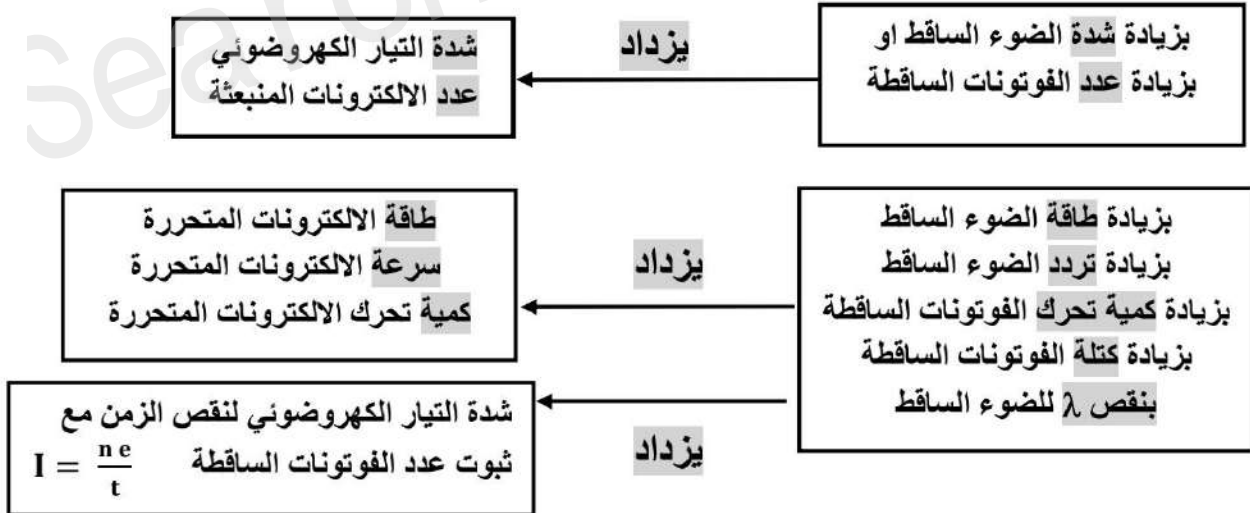 بزيادة شدة الضوء الساقط او
بزيادة عدد الفوتونات الساقطة
يزداد
شدة التيار الكهروضوئي
عدد الالكترونات المنبعثة
بزيادة طاقة الضوء الساقط
بزيادة تردد الضوء الساقط
بزيادة كمية تحرك الفوتونات الساقطة
بزيادة كتلة الفوتونات الساقطة
بنقص λ للضوء الساقط
يزداد
طاقة الالكترونات المتحررة
سرعة الالكترونات المتحررة
كمية تحرك الالكترونات المتحررة
يزداد
شدة التيار الكهروضوئي لنقص الزمن مع
ثبوت عدد الفوتونات الساقطة I = n e / t